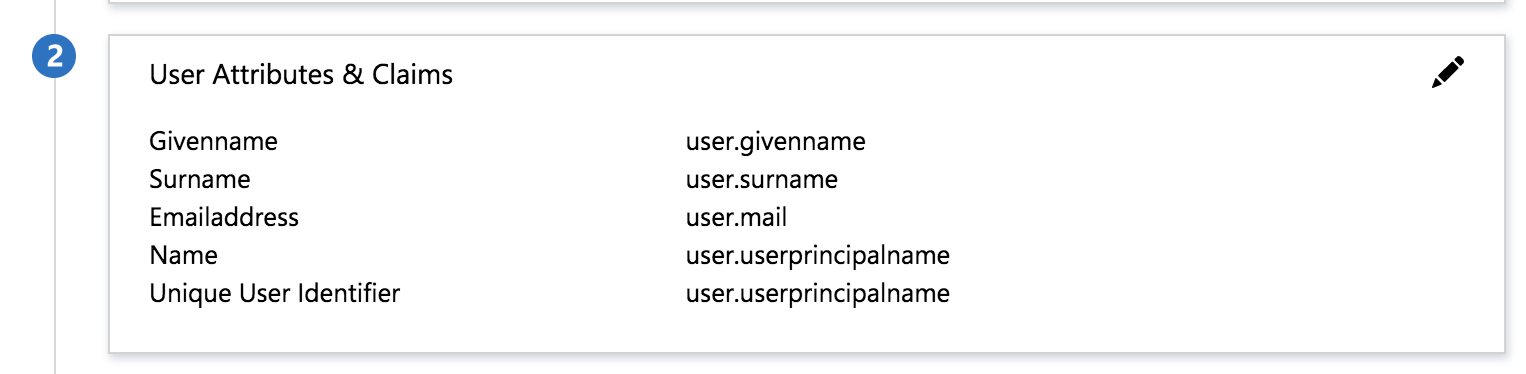 2
User Attributes & Claims
Givenname user.givenname
Surname user.surname
Emailaddress user.mail
Name user.userprincipalname
Unique User Identifier user.userprincipalname